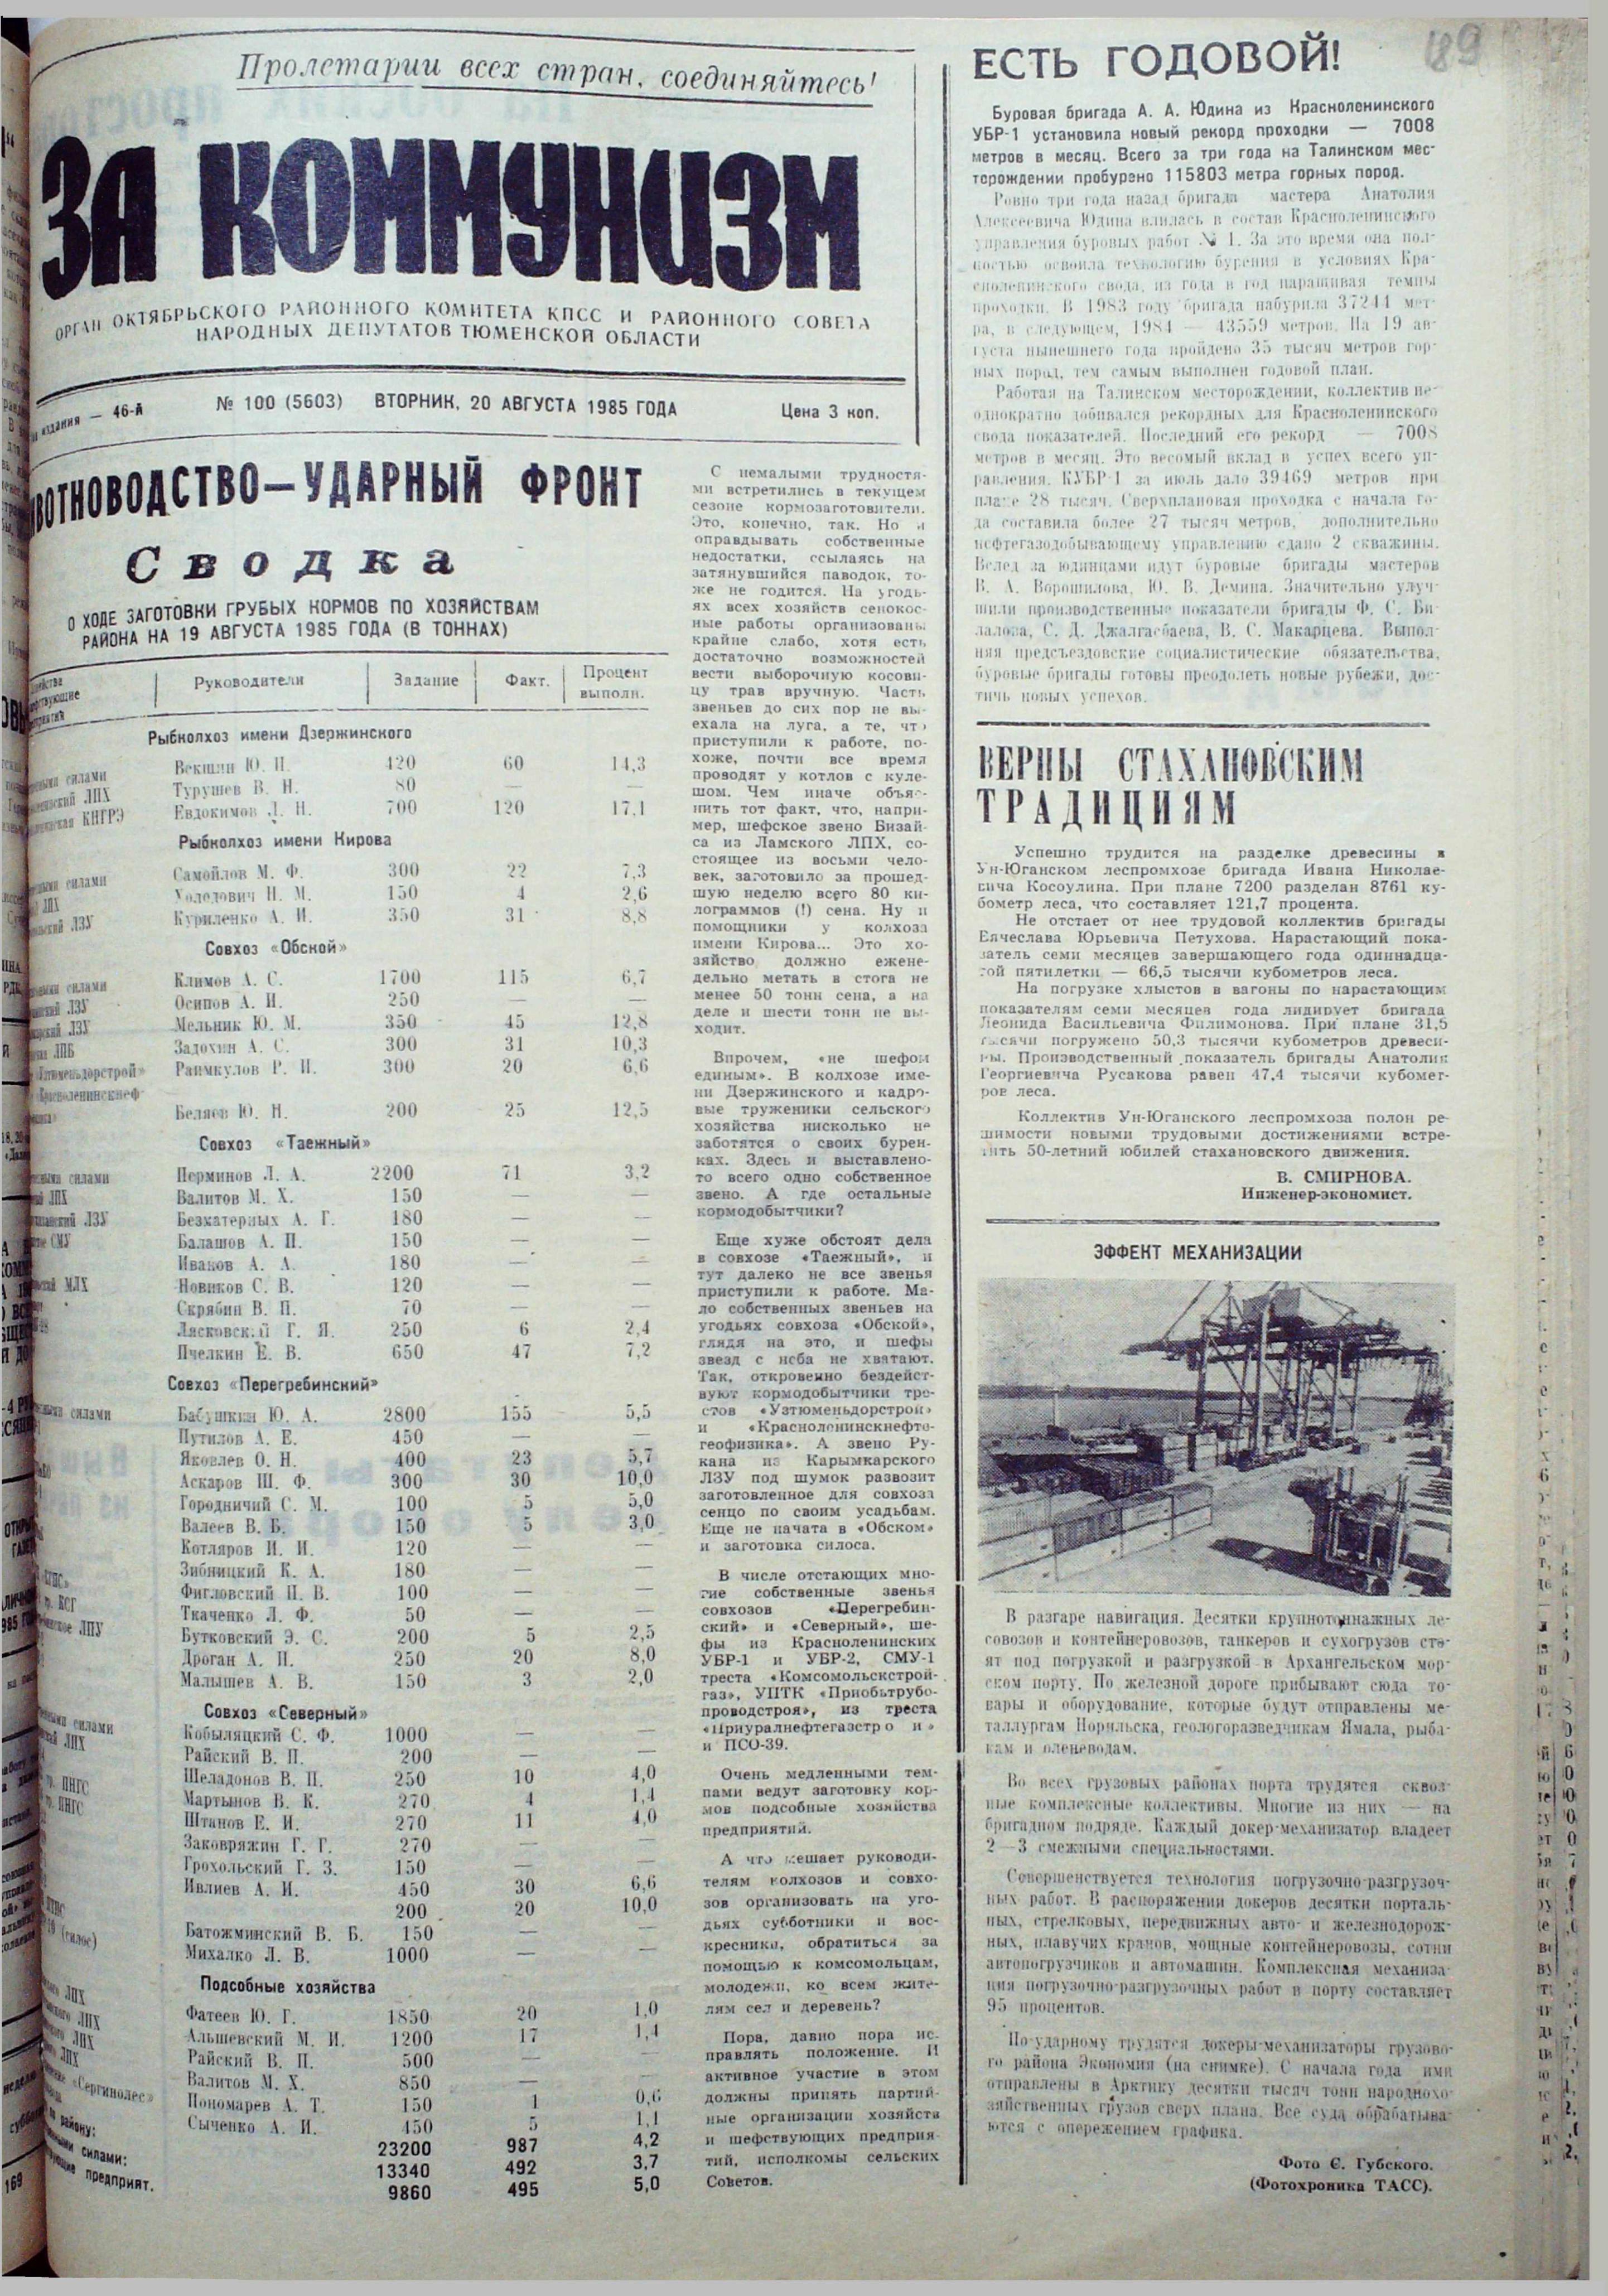 Пролетарии всех стран, соединяйтесь!
ЗА КОММУНИЗМ
ОРГАН ОКТЯБРЬСКОГО РАЙОННОГО КОМИТЕТА КПСС И РАЙОННОГО СОВЕТА
НАРОДНЫХ ДЕПУТАТОВ ТЮМЕНСКОЙ ОБЛАСТИ
издания — 46-й № 100 (5603) ВТОРНИК, 20 АВГУСТА 1985 ГОДА Цена 3 коп.
ВОТНОВОДСТВО—УДАРНЫЙ ФРОНТ
Сводка
О ХОДЕ ЗАГОТОВКИ ГРУБЫХ КОРМОВ ПО ХОЗЯЙСТВАМ
РАЙОНА НА 19 АВГУСТА 1985 ГОДА (В ТОННАХ)
Руководители Задание Факт. Процент
выполн.
Рыбколхоз имени Дзержинского
силами Векшин Ю. П. 420 60 14,3
ЛПХ Турушев В. Н. 80 — —
КНГРЭ Евдокимов Л. Н. 700 120 17,1
Рыбколхоз имени Кирова
силами Самойлов М. Ф. 300 22 7,3
ЛПХ Холодович Н. М. 150 4 2,6
ЛЗУ Куриленко А. И. 350 31 8,8
Совхоз «Обской»
силами Климов А. С. 1700 115 6,7
ЛЗУ Осипов А. И. 250 — —
ЛЗУ Мельник Ю. М. 350 45 12,8
ЛПБ Задохин А. С. 300 31 10,3
Раимкулов Р. И. 300 20 6,6
Беляев Ю. Н. 200 25 12,5
Совхоз «Таежный»
силами Перминов Л. А. 2200 71 3,2
ЛПХ Валитов М. Х. 150 — —
ЛЗУ Безматерных А. Г. 180 — —
СМУ Балашов А. П. 150 — —
Иванов А. А. 180 — —
МЛХ Новиков С. В. 120 — —
Скрябин В. П. 70 — —
Лясковский Г. Я. 250 6 2,4
Пчелкин Е. В. 650 47 7,2
Совхоз «Перегребинский»
силами Бабушкин Ю. А. 2800 155 5,5
Путилов А. Е. 450 — —
Яковлев О. Н. 400 23 5,7
Аскаров Ш. Ф. 300 30 10,0
Городничий С. М. 100 5 5,0
Валеев В. Б. 150 5 3,0
Котляров И. И. 120 — —
Зибницкий К. А. 180 — —
Фигловский П. В. 100 — —
Ткаченко Л. Ф. 50 — —
Бутковский Э. С. 200 5 2,5
Дроган А. П. 250 20 8,0
Малышев А. В. 150 3 2,0
Совхоз «Северный»
силами Кобыляцкий С. Ф. 1000 — —
ЛПХ Райский В. П. 200 — —
Шеладонов В. П. 250 10 4,0
ПНГС Мартынов В. К. 270 4 1,4
ПНГС Штанов Е. И. 270 11 4,0
Заковряжин Г. Г. 270 — —
Грохольский Г. З. 150 — —
Ивлиев А. И. 450 30 6,6
200 20 10,0
(силос) Батожминский В. Б. 150 — —
Михалко Л. В. 1000 — —
Подсобные хозяйства
ЛПХ Фатеев Ю. Г. 1850 20 1,0
ЛПХ Альшевский М. И. 1200 17 1,4
ЛПХ Райский В. П. 500 — —
ЛПХ Валитов М. Х. 850 — —
«Сергинолес» Пономарев А. Т. 150 1 0,6
Сыченко А. И. 450 5 1,1
району: 23200 987 4,2
силами: 13340 492 3,7
предприят. 9860 495 5,0
С немалыми трудностя-
ми встретились в текущем
сезоне кормозаготовители.
Это, конечно, так. Но и
оправдывать собственные
недостатки, ссылаясь на
затянувшийся паводок, то-
же не годится. На угодь-
ях всех хозяйств сенокос-
ные работы организованы
крайне слабо, хотя есть
достаточно возможностей
вести выборочную косови-
цу трав вручную. Часть
звеньев до сих пор не вы-
ехала на луга, а те, что
приступили к работе, по-
хоже, почти все время
проводят у котлов с куле-
шом. Чем иначе объяс-
нить тот факт, что, напри-
мер, шефское звено Бизай-
са из Ламского ЛПХ, со-
стоящее из восьми чело-
век, заготовило за прошед-
шую неделю всего 80 ки-
лограммов (!) сена. Ну и
помощники у колхоза
имени Кирова... Это хо-
зяйство должно ежене-
дельно метать в стога не
менее 50 тонн сена, а на
деле и шести тонн не вы-
ходит.
Впрочем, «не шефом
единым». В колхозе име-
ни Дзержинского и кадро-
вые труженики сельского
хозяйства нисколько не
заботятся о своих бурен-
ках. Здесь и выставлено-
то всего одно собственное
звено. А где остальные
кормодобытчики?
Еще хуже обстоят дела
в совхозе «Таежный», и
тут далеко не все звенья
приступили к работе. Ма-
ло собственных звеньев на
угодьях совхоза «Обской»,
глядя на это, и шефы
звезд с неба не хватают.
Так, откровенно бездейст-
вуют кормодобытчики тре-
стов «Узтюменьдорстрой»
и «Красноленинскнефте-
геофизика». А звено Ру-
кана из Карымкарского
ЛЗУ под шумок развозит
заготовленное для совхоза
сенцо по своим усадьбам.
Еще не начата в «Обском»
и заготовка силоса.
В числе отстающих мно-
гие собственные звенья
совхозов «Перегребин-
ский» и «Северный», ше-
фы из Красноленинских
УБР-1 и УБР-2, СМУ-1
треста «Комсомольскстрой-
газ», УПТК «Приобьтрубо-
проводстроя», из треста
«Приуралнефтегазстрой»
и ПСО-39.
Очень медленными тем-
пами ведут заготовку кор-
мов подсобные хозяйства
предприятий.
А что мешает руководи-
телям колхозов и совхо-
зов организовать на уго-
дьях субботники и вос-
кресники, обратиться за
помощью к комсомольцам,
молодежи, ко всем жите-
лям сел и деревень?
Пора, давно пора ис-
правлять положение. И
активное участие в этом
должны принять партий-
ные организации хозяйств
и шефствующих предприя-
тий, исполкомы сельских
Советов.
189
ЕСТЬ ГОДОВОЙ!
Буровая бригада А. А. Юдина из Красноленинского
УБР-1 установила новый рекорд проходки — 7008
метров в месяц. Всего за три года на Талинском мес-
торождении пробурено 115803 метра горных пород.
Ровно три года назад бригада мастера Анатолия
Алексеевича Юдина влилась в состав Красноленинского
управления буровых работ № 1. За это время она пол-
ностью освоила технологию бурения в условиях Кра-
сноленинского свода, из года в год наращивая темпы
проходки. В 1983 году бригада набурила 37244 мет-
ра, в следующем, 1984 — 43559 метров. На 19 ав-
густа нынешнего года пройдено 35 тысяч метров гор-
ных пород, тем самым выполнен годовой план.
Работая на Талинском месторождении, коллектив не-
однократно добивался рекордных для Красноленинского
свода показателей. Последний его рекорд — 7008
метров в месяц. Это весомый вклад в успех всего уп-
равления. КУБР-1 за июль дало 39469 метров при
плане 28 тысяч. Сверхплановая проходка с начала го-
да составила более 27 тысяч метров, дополнительно
нефтегазодобывающему управлению сдано 2 скважины.
Вслед за юдинцами идут буровые бригады мастеров
В. А. Ворошилова, Ю. В. Демина. Значительно улуч-
шили производственные показатели бригады Ф. С. Би-
лалова, С. Д. Джалгасбаева, В. С. Макарцева. Выпол-
няя предсъездовские социалистические обязательства,
буровые бригады готовы преодолеть новые рубежи, дос-
тичь новых успехов.
ВЕРНЫ СТАХАНОВСКИМ
ТРАДИЦИЯМ
Успешно трудится на разделке древесины в
Ун-Юганском леспромхозе бригада Ивана Николае-
вича Косоулина. При плане 7200 разделан 8761 ку-
бометр леса, что составляет 121,7 процента.
Не отстает от нее трудовой коллектив бригады
Вячеслава Юрьевича Петухова. Нарастающий пока-
затель семи месяцев завершающего года одиннадца-
той пятилетки — 66,5 тысячи кубометров леса.
На погрузке хлыстов в вагоны по нарастающим
показателям семи месяцев года лидирует бригада
Леонида Васильевича Филимонова. При плане 31,5
тысячи погружено 50,3 тысячи кубометров древеси-
ны. Производственный показатель бригады Анатолия
Георгиевича Русакова равен 47,4 тысячи кубомет-
ров леса.
Коллектив Ун-Юганского леспромхоза полон ре-
шимости новыми трудовыми достижениями встре-
тить 50-летний юбилей стахановского движения.
В. СМИРНОВА.
Инженер-экономист.
ЭФФЕКТ МЕХАНИЗАЦИИ
В разгаре навигация. Десятки крупнотоннажных ле-
совозов и контейнеровозов, танкеров и сухогрузов сто-
ят под погрузкой и разгрузкой в Архангельском мор-
ском порту. По железной дороге прибывают сюда то-
вары и оборудование, которые будут отправлены ме-
таллургам Норильска, геологоразведчикам Ямала, рыба-
кам и оленеводам.
Во всех грузовых районах порта трудятся сквоз-
ные комплексные коллективы. Многие из них — на
бригадном подряде. Каждый докер-механизатор владеет
2—3 смежными специальностями.
Совершенствуется технология погрузочно-разгрузоч-
ных работ. В распоряжении докеров десятки порталь-
ных, стрелковых, передвижных авто- и железнодорож-
ных, плавучих кранов, мощные контейнеровозы, сотни
автопогрузчиков и автомашин. Комплексная механиза-
ция погрузочно-разгрузочных работ в порту составляет
95 процентов.
По-ударному трудятся докеры-механизаторы грузово-
го района Экономия (на снимке). С начала года ими
отправлены в Арктику десятки тысяч тонн народнохо-
зяйственных грузов сверх плана. Все суда обрабатыва-
ются с опережением графика.
Фото С. Губского.
(Фотохроника ТАСС).